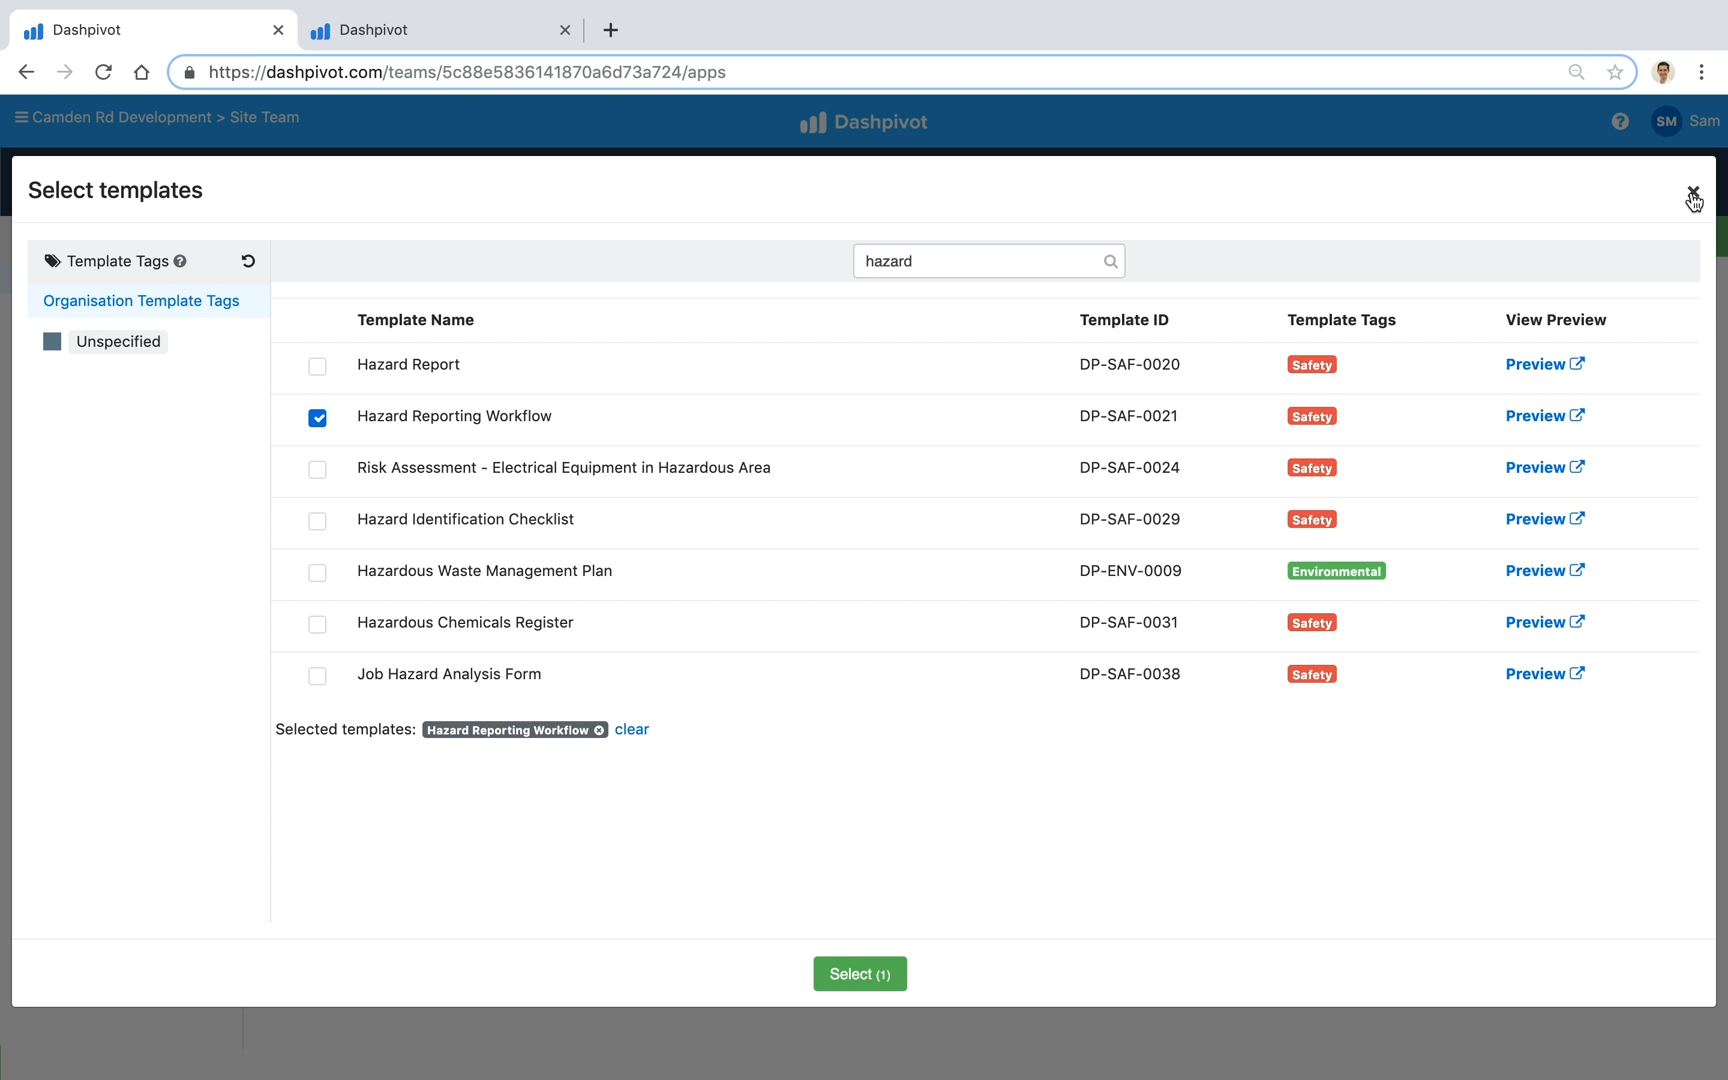 Dashpivot
Dashpivot
https://dashpivot.com/teams/5c88e5836141870a6d73a724/apps
Camden Rd Development > Site Team
Dashpivot
SM Sam
Select templates
Template Tags
hazard
Organisation Template Tags
Unspecified
Template Name Template ID Template Tags View Preview
Hazard Report DP-SAF-0020 Safety Preview
Hazard Reporting Workflow DP-SAF-0021 Safety Preview
Risk Assessment - Electrical Equipment in Hazardous Area DP-SAF-0024 Safety Preview
Hazard Identification Checklist DP-SAF-0029 Safety Preview
Hazardous Waste Management Plan DP-ENV-0009 Environmental Preview
Hazardous Chemicals Register DP-SAF-0031 Safety Preview
Job Hazard Analysis Form DP-SAF-0038 Safety Preview
Selected templates: Hazard Reporting Workflow clear
Select (1)